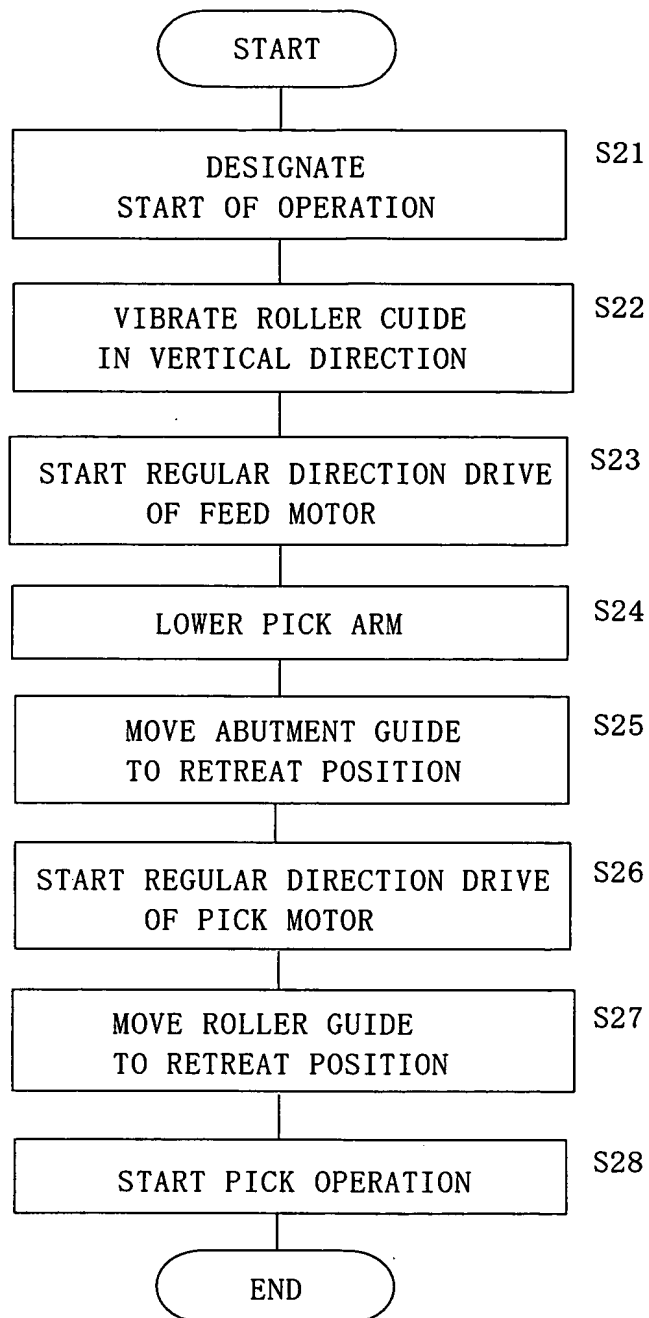 START
S21
DESIGNATE
START OF OPERATION
S22
VIBRATE ROLLER CUIDE
IN VERTICAL DIRECTION
S23
START REGULAR DIRECTION DRIVE
OF FEED MOTOR
S24
LOWER PICK ARM
S25
MOVE ABUTMENT GUIDE
TO RETREAT POSITION
S26
START REGULAR DIRECTION DRIVE
OF PICK MOTOR
S27
MOVE ROLLER GUIDE
TO RETREAT POSITION
S28
START PICK OPERATION
END